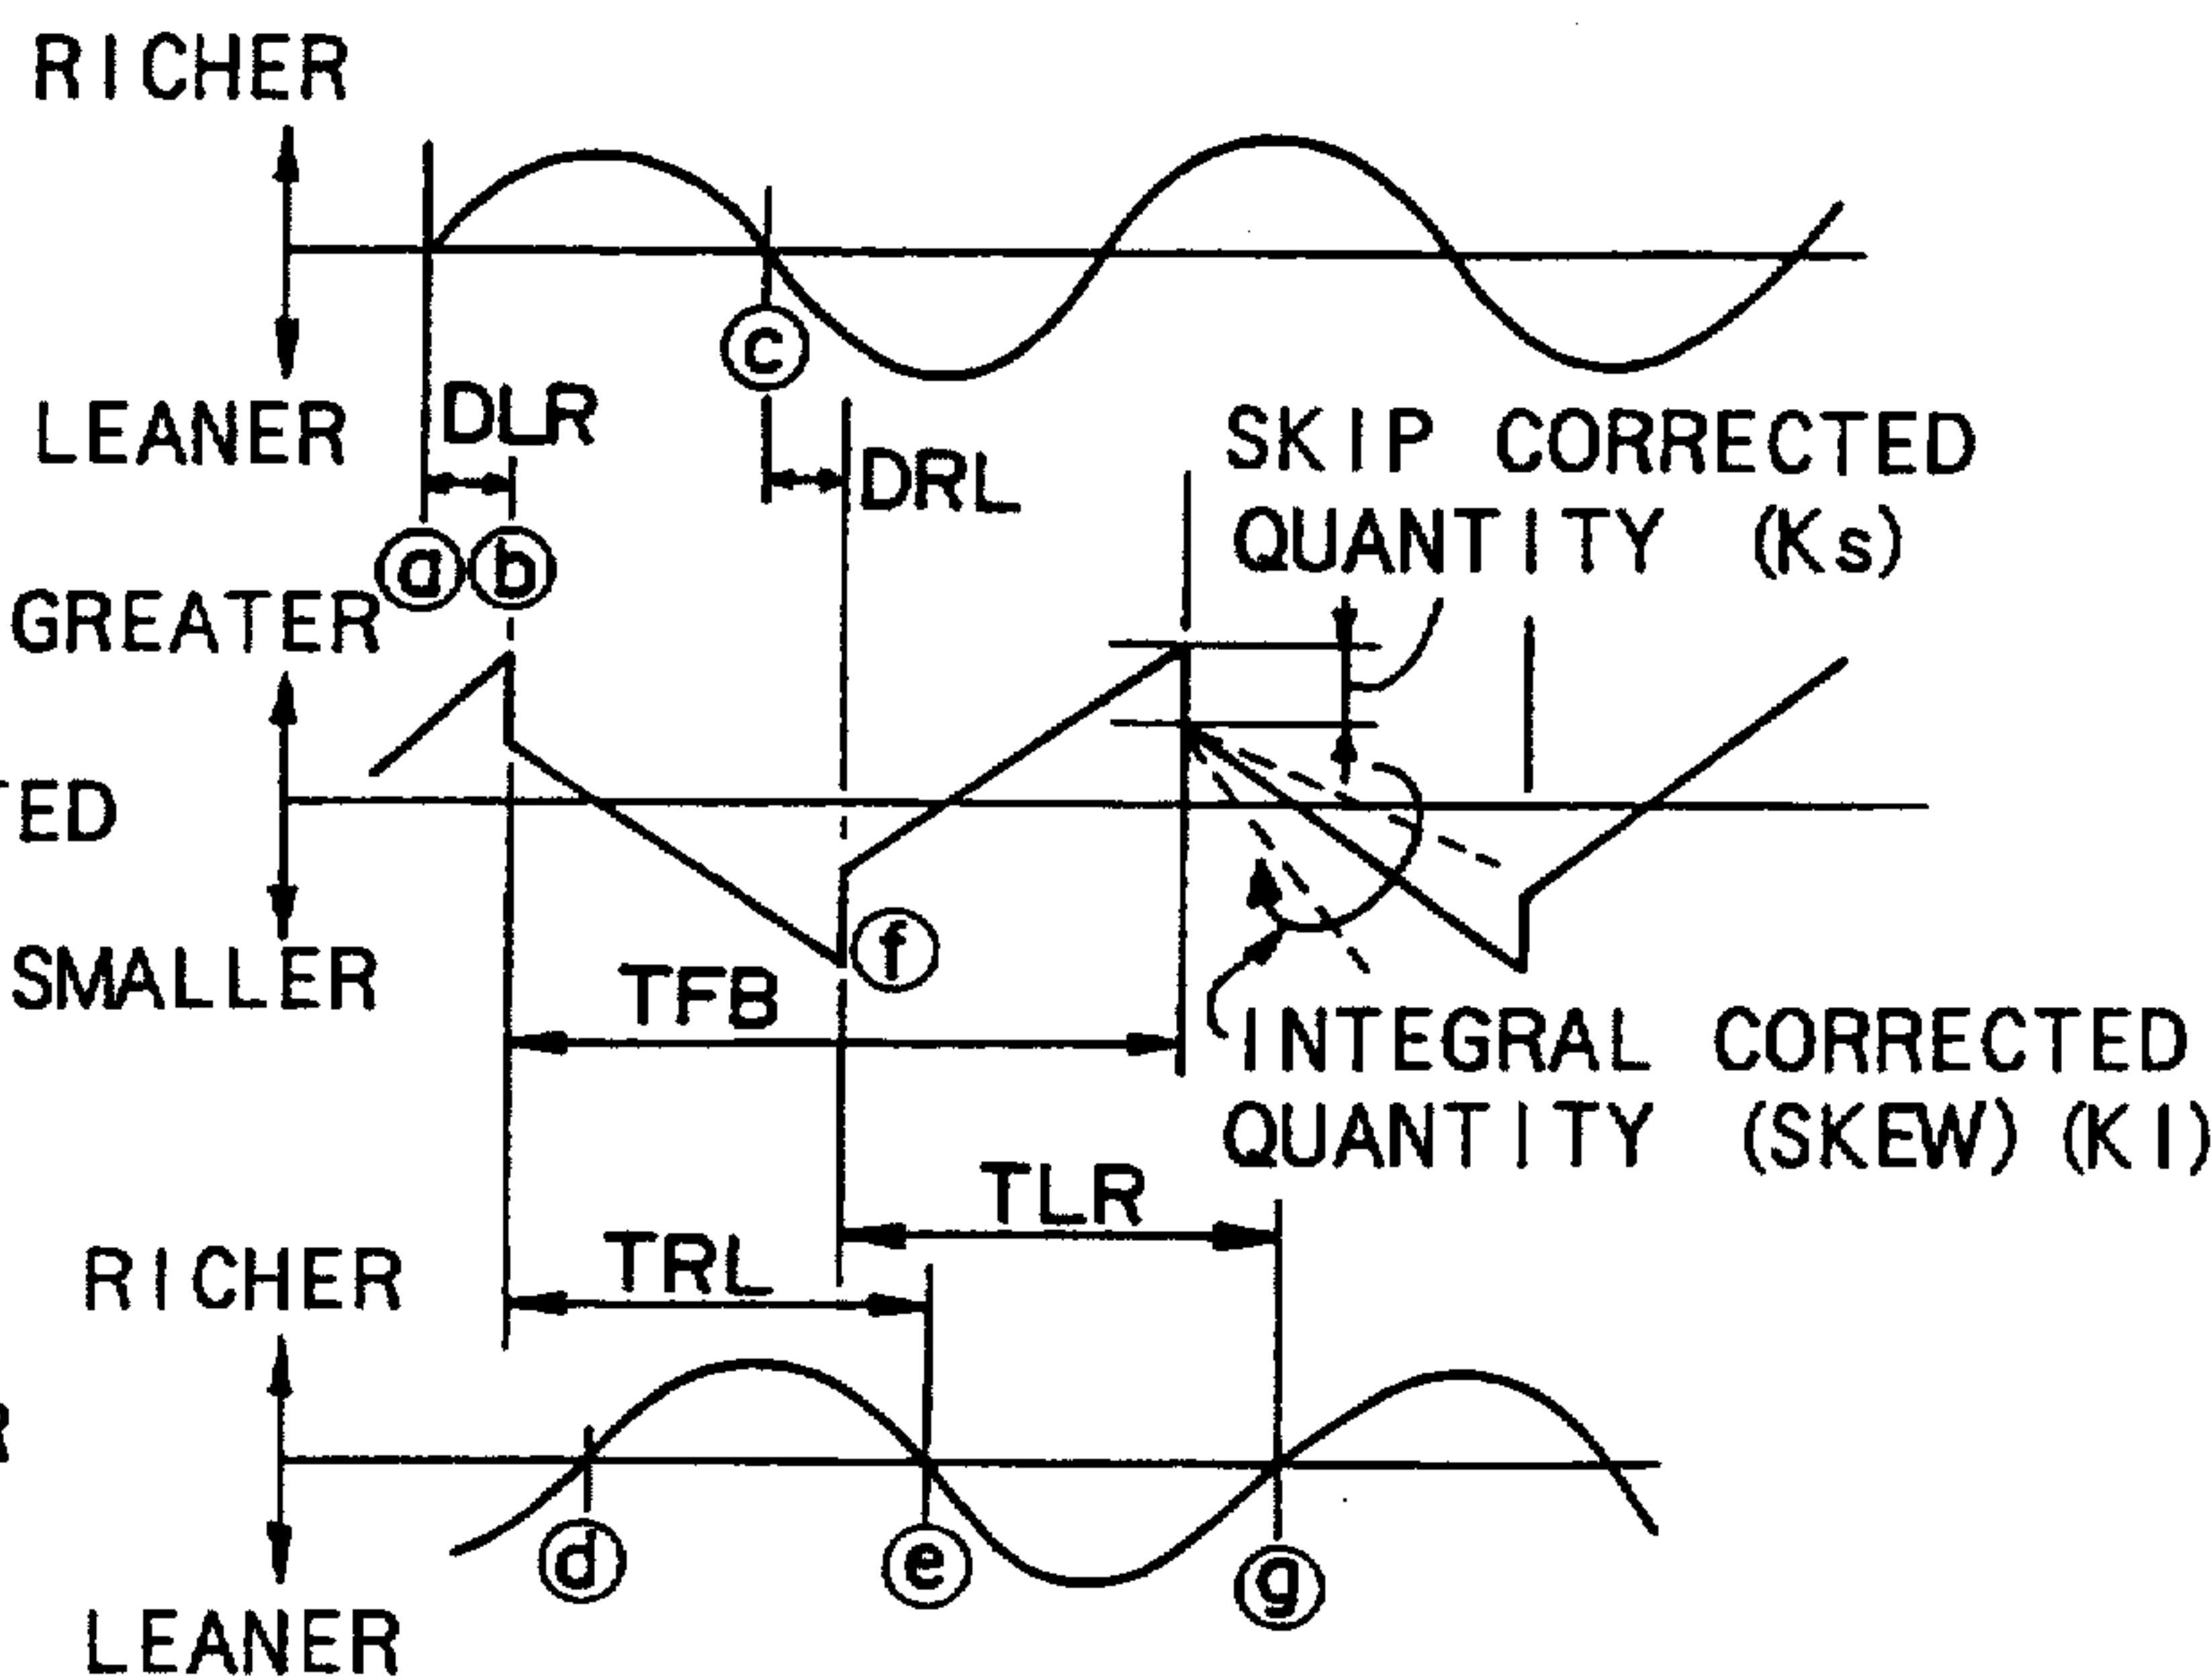 RICHER
ⓒ
LEANER
DLR
DRL
SKIP CORRECTED
QUANTITY (Ks)
ⓐ ⓑ
GREATER
TED
SMALLER
ⓕ
TFB
INTEGRAL CORRECTED
QUANTITY (SKEW) (KI)
TLR
TRL
RICHER
R
ⓓ
ⓔ
ⓖ
LEANER